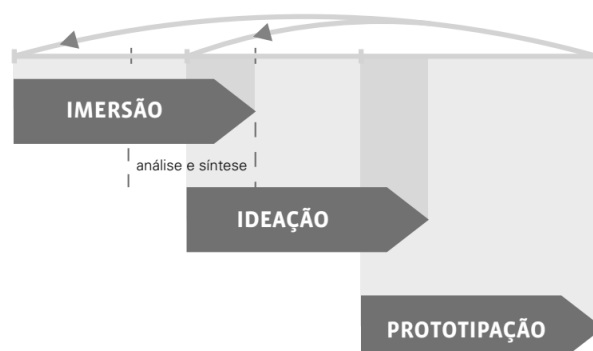 IMERSÃO
análise e síntese
IDEAÇÃO
PROTOTIPAÇÃO